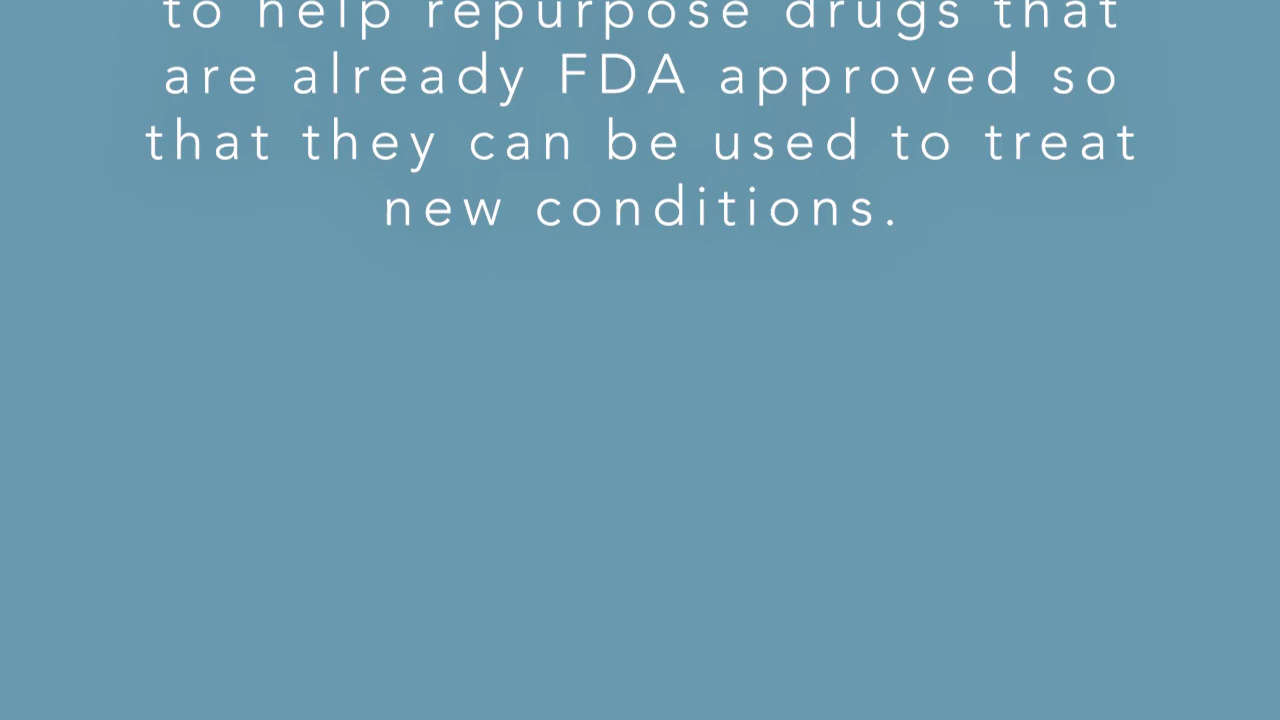 to help repurpose drugs that
are already FDA approved so
that they can be used to treat
new conditions.